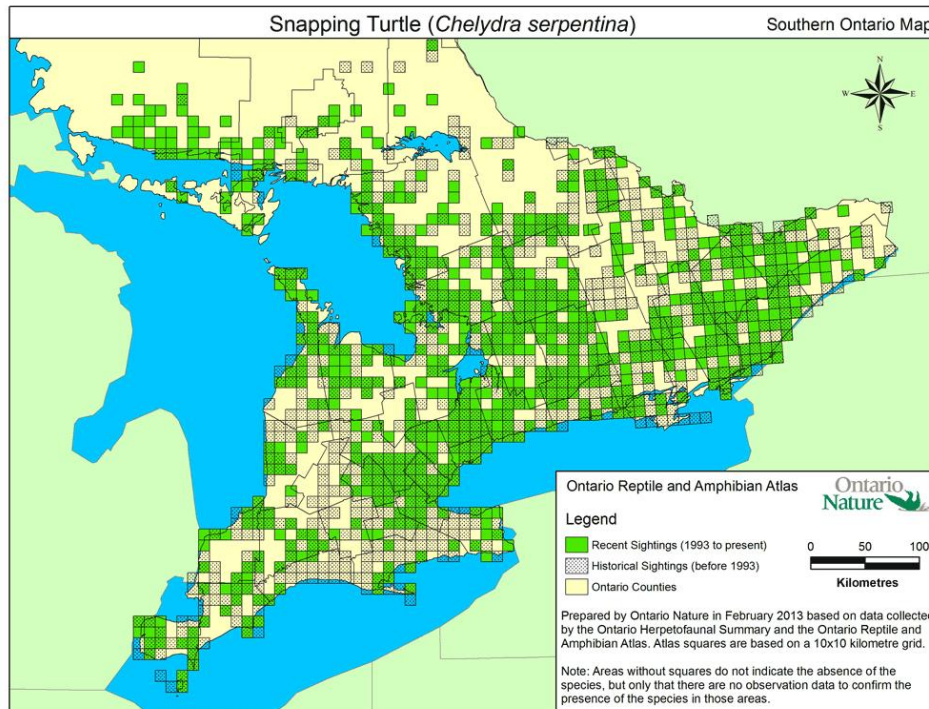 Snapping Turtle (Chelydra serpentina)
Southern Ontario Map
N
W
E
S
Ontario Reptile and Amphibian Atlas
Ontario
Nature
Legend
Recent Sightings (1993 to present)
Historical Sightings (before 1993)
Ontario Counties
0 50 100
Kilometres
Prepared by Ontario Nature in February 2013 based on data collected
by the Ontario Herpetofaunal Summary and the Ontario Reptile and
Amphibian Atlas. Atlas squares are based on a 10x10 kilometre grid.
Note: Areas without squares do not indicate the absence of the
species, but only that there are no observation data to confirm the
presence of the species in those areas.